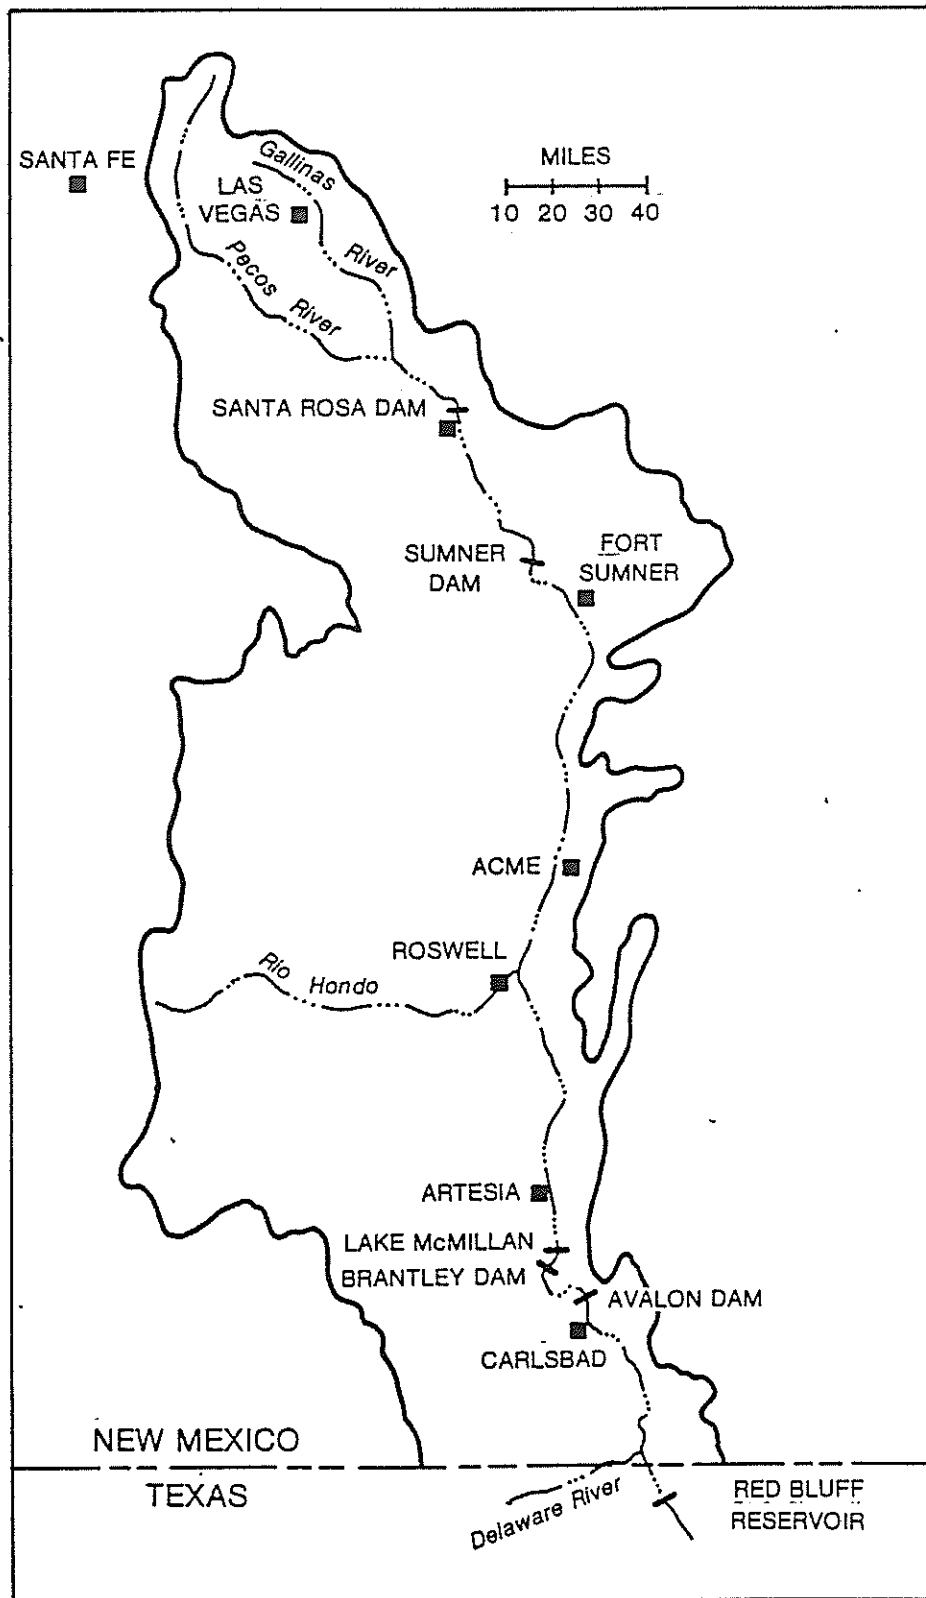 SANTA FE
Gallinas
River
MILES
10 20 30 40
LAS
VEGAS
Pecos
River
SANTA ROSA DAM
SUMNER
DAM
FORT
SUMNER
ACME
ROSWELL
Rio
Hondo
ARTESIA
LAKE McMILLAN
BRANTLEY DAM
AVALON DAM
CARLSBAD
NEW MEXICO
TEXAS
Delaware River
RED BLUFF
RESERVOIR